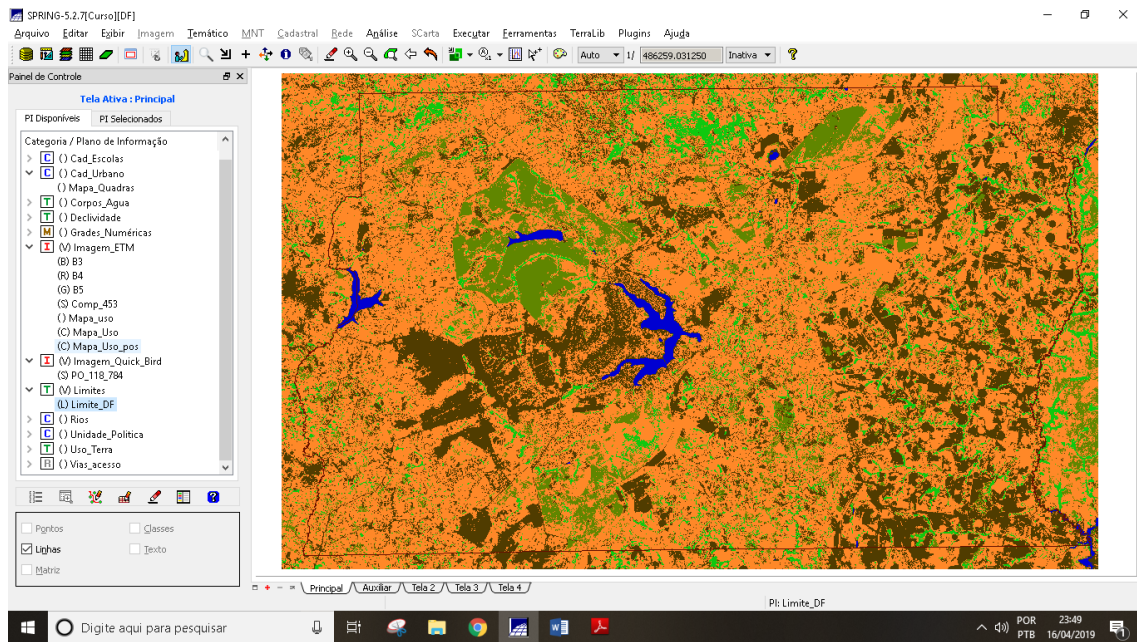 SPRING-5.2.7[Curso][DF]
Arquivo Editar Exibir Imagem Temático MNT Cadastral Rede Análise SCarta Executar Ferramentas TerraLib Plugins Ajuda
Auto 1/ 486259.031250 Inativa
Painel de Controle
Tela Ativa : Principal
PI Disponíveis PI Selecionados
Categoria / Plano de Informação
C () Cad_Escolas
C () Cad_Urbano
() Mapa_Quadras
T () Corpos_Agua
T () Declividade
M () Grades_Numéricas
I (V) Imagem_ETM
(B) B3
(R) B4
(G) B5
(S) Comp_453
() Mapa_uso
(C) Mapa_Uso
(C) Mapa_Uso_pos
I (V) Imagem_Quick_Bird
(S) PO_118_784
T (V) Limites
(L) Limite_DF
C () Rios
C () Unidade_Politica
T () Uso_Terra
R () Vias_acesso
Pontos Classes
Linhas Texto
Matriz
Principal Auxiliar Tela 2 Tela 3 Tela 4
PI: Limite_DF
Digite aqui para pesquisar
POR 23:49
PTB 16/04/2019
1